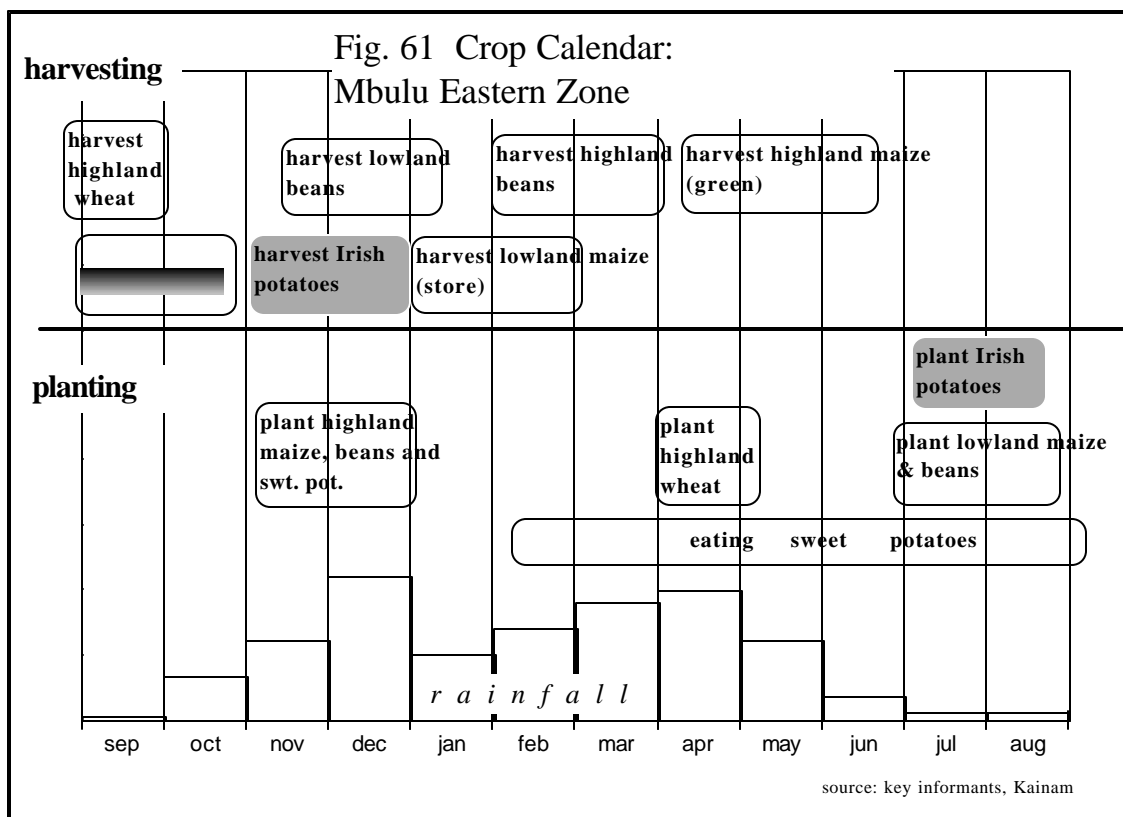 Fig. 61 Crop Calendar:
Mbulu Eastern Zone
harvesting
harvest
highland
wheat
harvest lowland
beans
harvest highland
beans
harvest highland maize
(green)
harvest Irish
potatoes
harvest lowland maize
(store)
planting
plant Irish
potatoes
plant highland
maize, beans and
swt. pot.
plant
highland
wheat
plant lowland maize
& beans
eating sweet potatoes
rainfall
sep oct nov dec jan feb mar apr may jun jul aug
source: key informants, Kainam